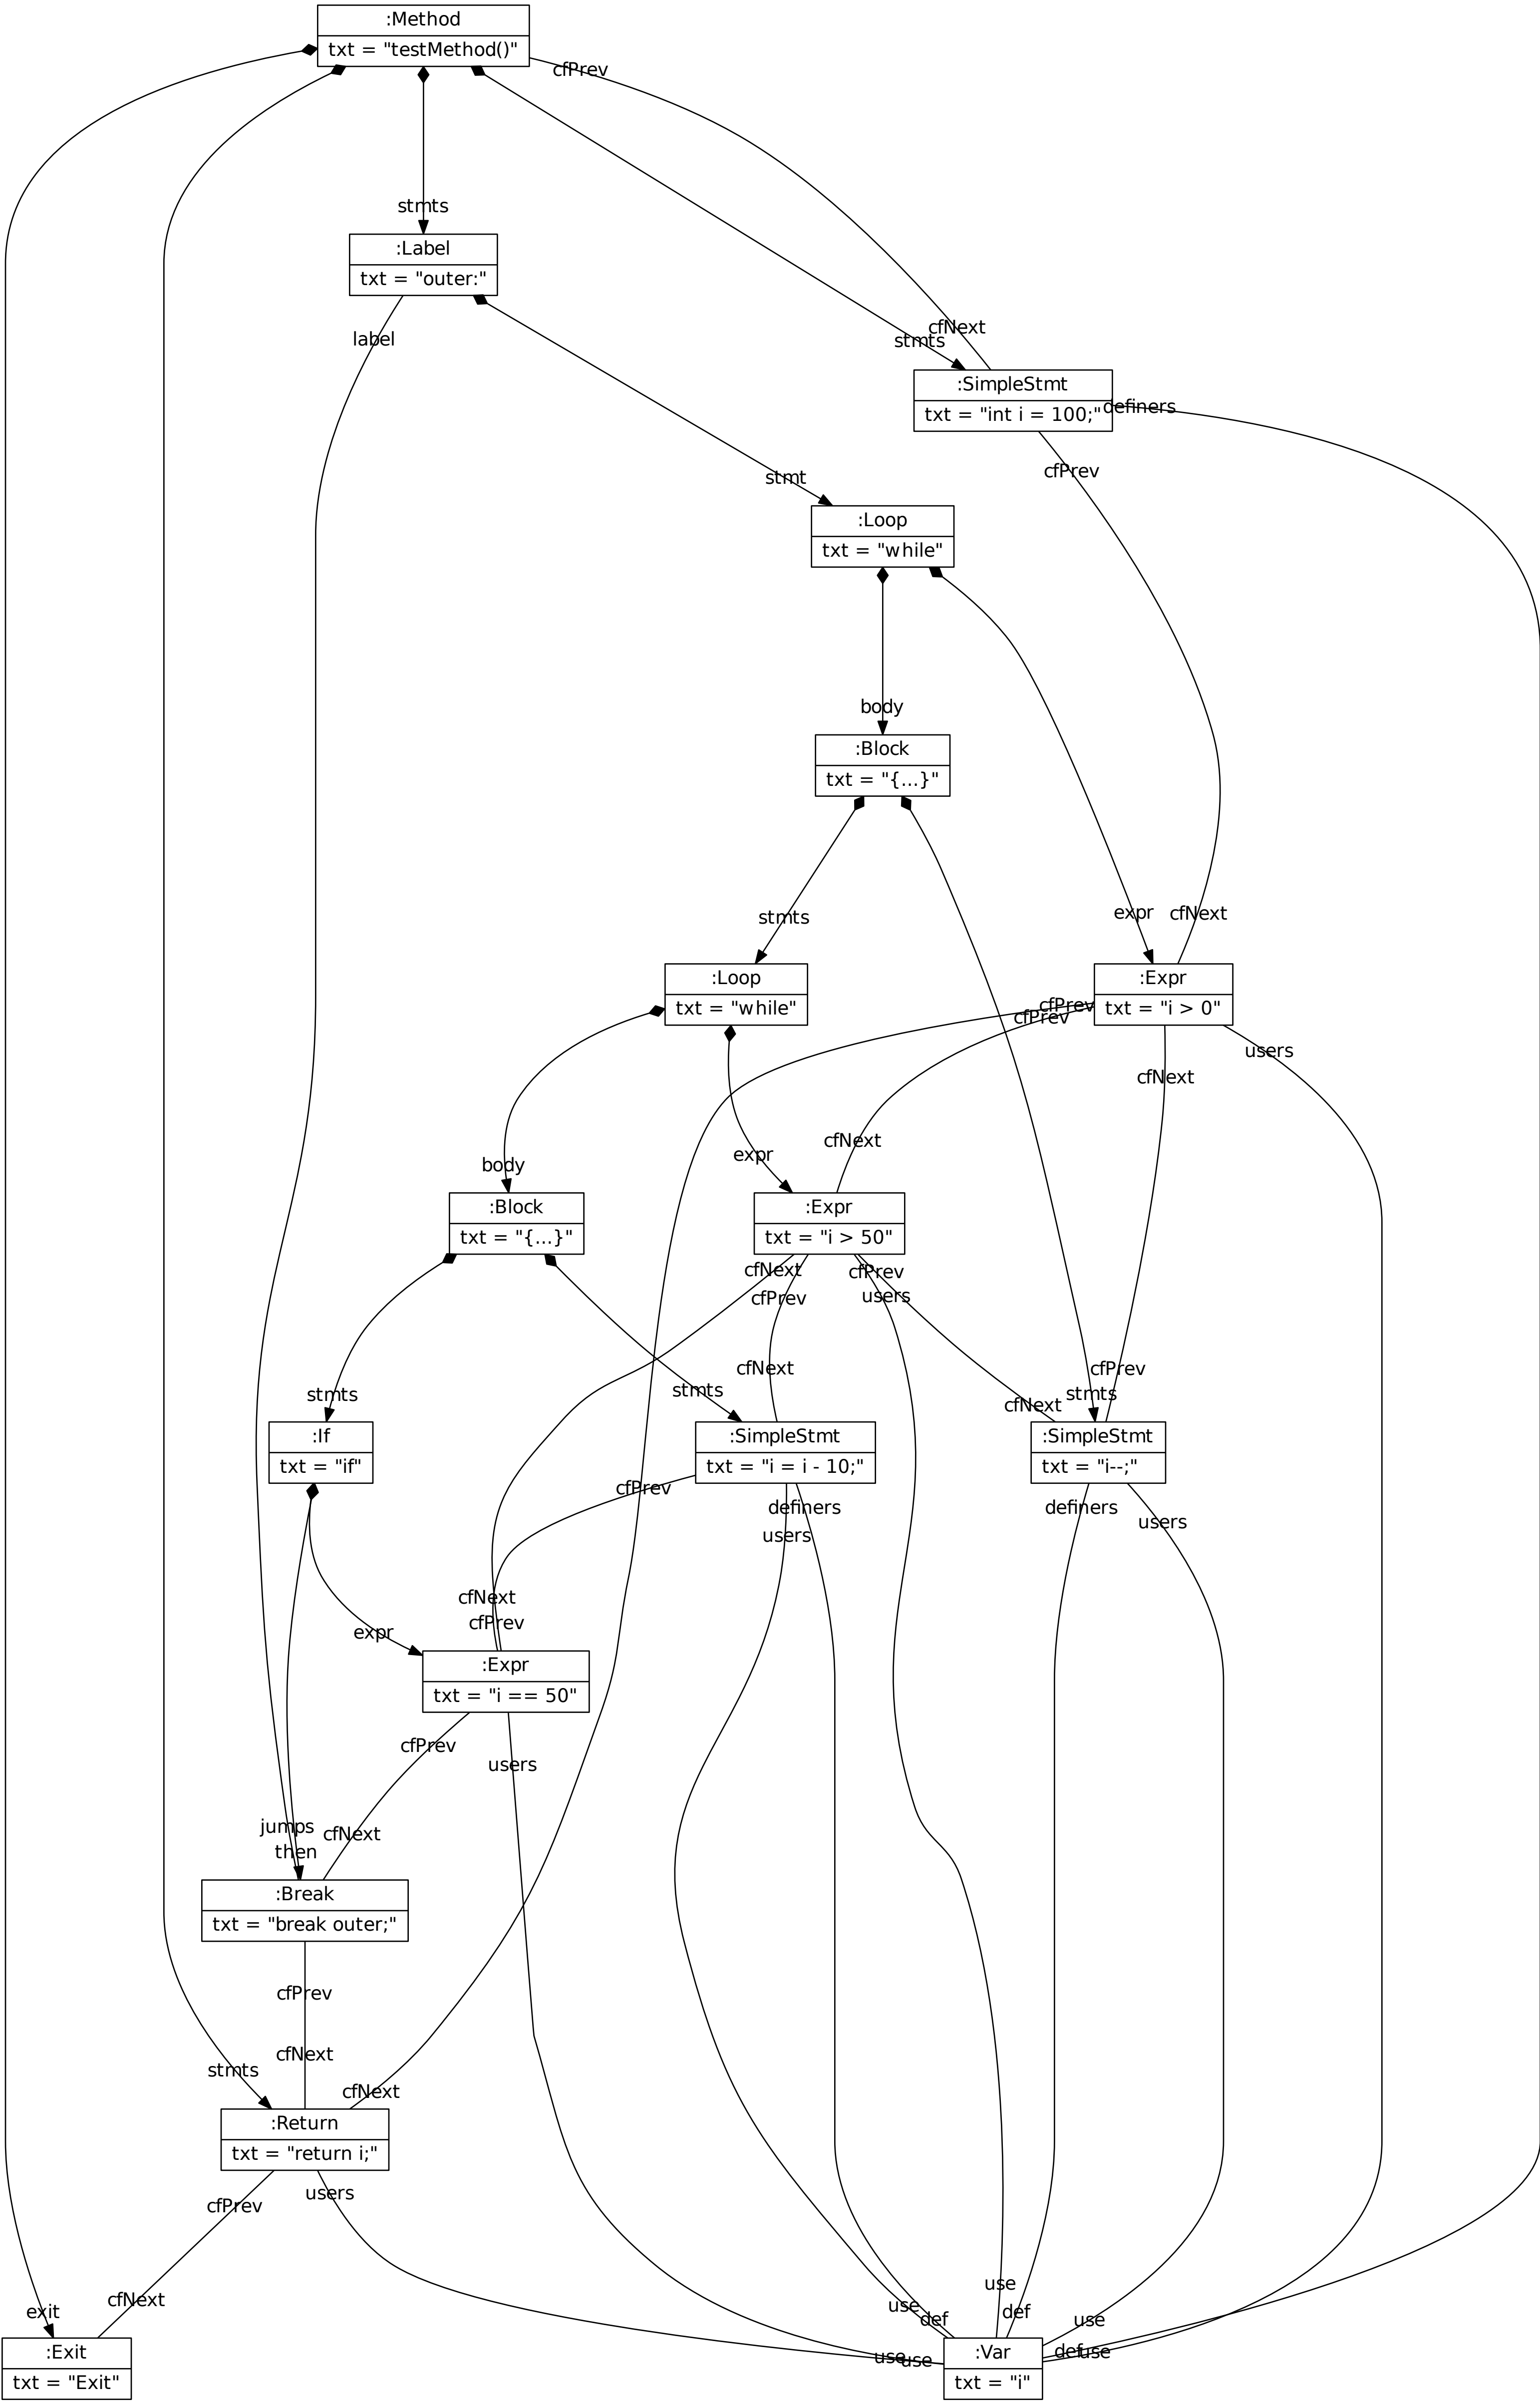 :Method
txt = "testMethod()"
cfPrev
stmts
:Label
txt = "outer:"
cfNext
stmts
label
:SimpleStmt
txt = "int i = 100;"
definers
cfPrev
stmt
:Loop
txt = "while"
body
:Block
txt = "{...}"
expr
cfNext
stmts
:Loop
txt = "while"
:Expr
txt = "i > 0"
cfPrev
cfPrev
users
cfNext
cfNext
expr
body
:Block
txt = "{...}"
:Expr
txt = "i > 50"
cfNext
cfPrev
cfPrev
users
cfNext
cfPrev
stmts
stmts
stmts
cfNext
:If
txt = "if"
:SimpleStmt
txt = "i = i - 10;"
:SimpleStmt
txt = "i--;"
cfPrev
definers
users
definers
users
cfNext
cfPrev
expr
:Expr
txt = "i == 50"
cfPrev
users
jumps
cfNext
then
:Break
txt = "break outer;"
cfPrev
cfNext
stmts
cfNext
:Return
txt = "return i;"
users
cfPrev
use
cfNext
use
def
def
use
exit
use
use
def
use
:Exit
txt = "Exit"
:Var
txt = "i"